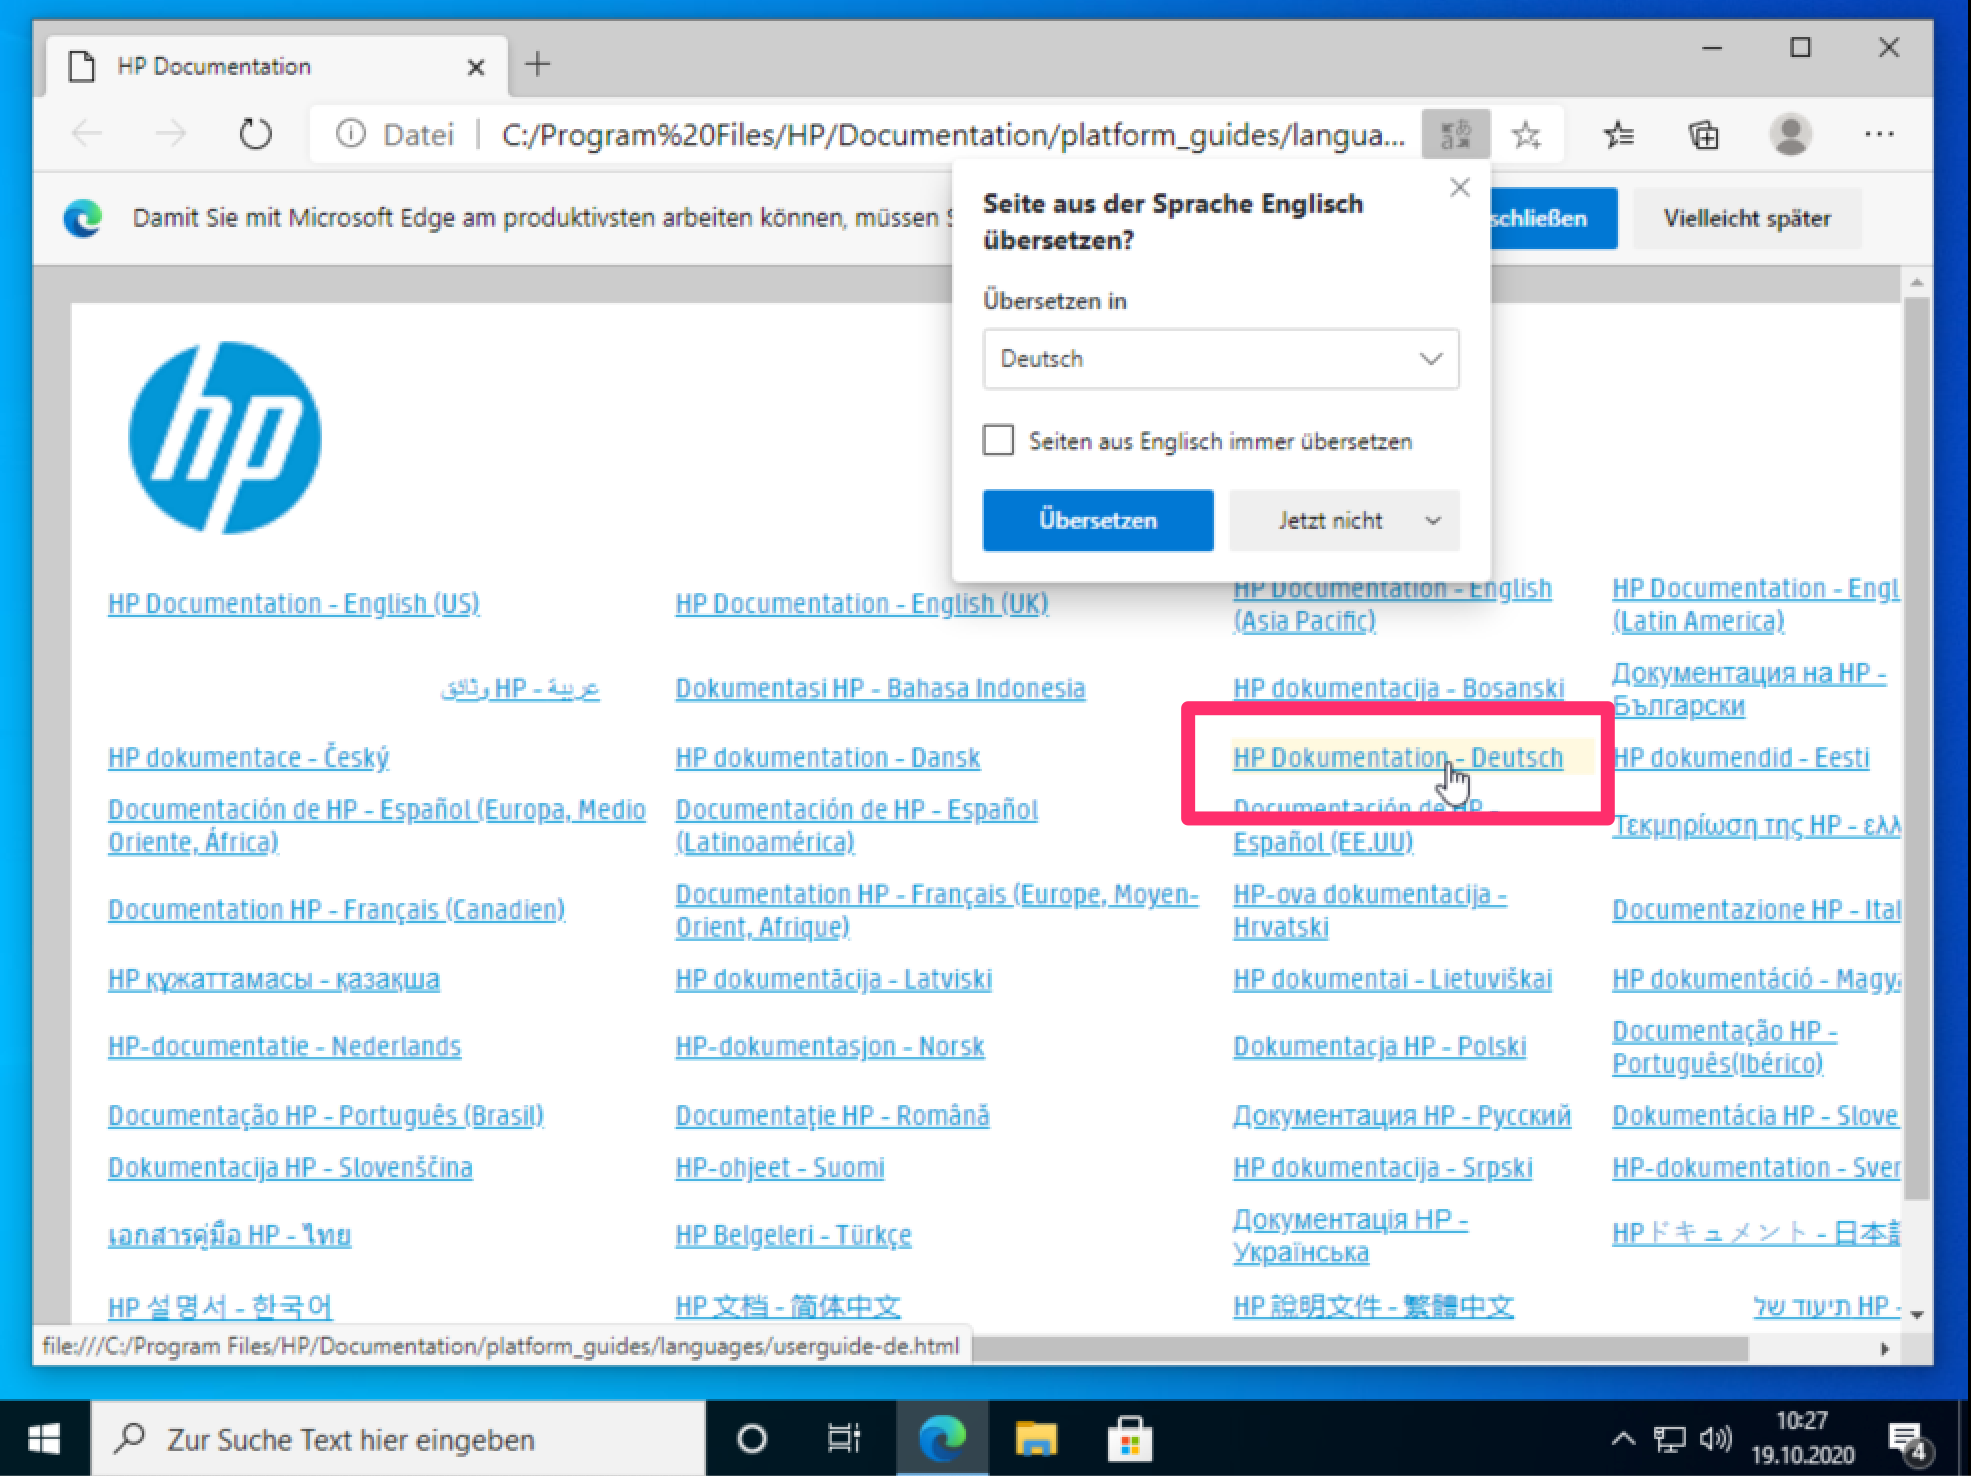 HP Documentation
Datei
C:/Program%20Files/HP/Documentation/platform_guides/langua...
Damit Sie mit Microsoft Edge am produktivsten arbeiten können, müssen
schließen
Vielleicht später
Seite aus der Sprache Englisch
übersetzen?
Übersetzen in
Deutsch
Seiten aus Englisch immer übersetzen
Übersetzen
Jetzt nicht
hp
HP Documentation - English (US)
HP Documentation - English (UK)
HP Documentation - English
(Asia Pacific)
HP Documentation - Engl
(Latin America)
عربية - HP وثائق
Dokumentasi HP - Bahasa Indonesia
HP dokumentacija - Bosanski
Документация на HP -
Български
HP dokumentace - Český
HP dokumentation - Dansk
HP Dokumentation - Deutsch
HP dokumendid - Eesti
Documentación de HP - Español (Europa, Medio
Oriente, África)
Documentación de HP - Español
(Latinoamérica)
Documentación de HP -
Español (EE.UU)
Τεκμηρίωση της HP - ελλ
Documentation HP - Français (Canadien)
Documentation HP - Français (Europe, Moyen-
Orient, Afrique)
HP-ova dokumentacija -
Hrvatski
Documentazione HP - Ital
HP құжаттамасы - қазақша
HP dokumentācija - Latviski
HP dokumentai - Lietuviškai
HP dokumentáció - Magya
HP-documentatie - Nederlands
HP-dokumentasjon - Norsk
Dokumentacja HP - Polski
Documentação HP -
Português(Ibérico)
Documentação HP - Português (Brasil)
Documentație HP - Română
Документация HP - Русский
Dokumentácia HP - Slove
Dokumentacija HP - Slovenščina
HP-ohjeet - Suomi
HP dokumentacija - Srpski
HP-dokumentation - Sver
เอกสารคู่มือ HP - ไทย
HP Belgeleri - Türkçe
Документація HP -
Українська
HPドキュメント - 日本語
HP 설명서 - 한국어
HP 文档 - 简体中文
HP 說明文件 - 繁體中文
תיעוד של HP -
file:///C:/Program Files/HP/Documentation/platform_guides/languages/userguide-de.html
Zur Suche Text hier eingeben
10:27
19.10.2020
4